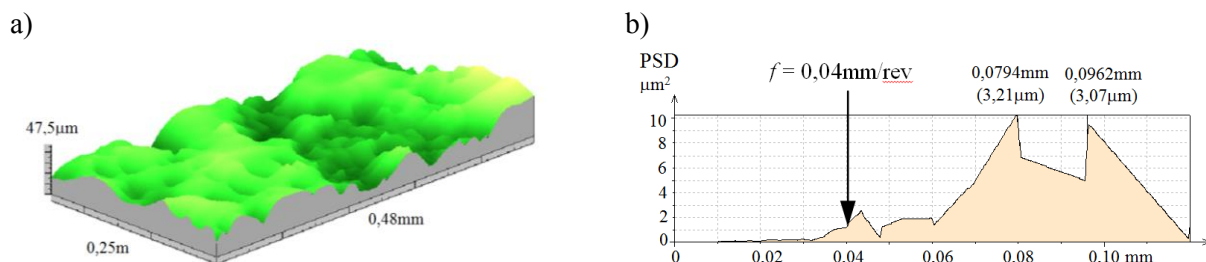 a)
47,5μm
0,25m
0,48mm
b)
PSD
μm²
f = 0,04mm/rev
0,0794mm
(3,21μm)
0,0962mm
(3,07μm)
10
8
6
4
2
0
0 0.02 0.04 0.06 0.08 0.10 mm